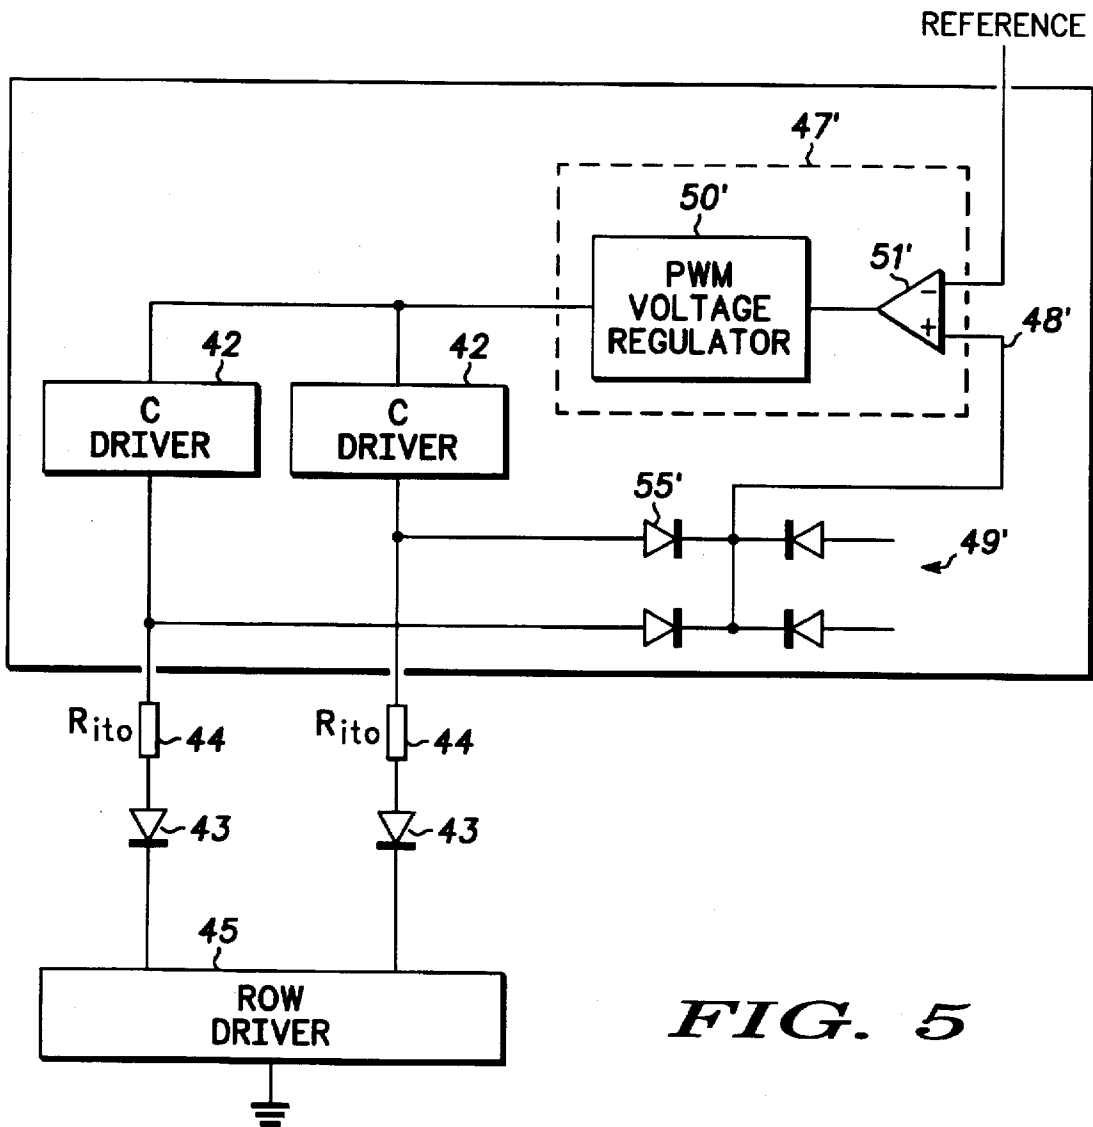 REFERENCE
47'
50'
PWM
VOLTAGE
REGULATOR
51'
−
+
48'
42
C
DRIVER
42
C
DRIVER
55'
49'
Rito
44
Rito
44
43
43
45
ROW
DRIVER
FIG. 5